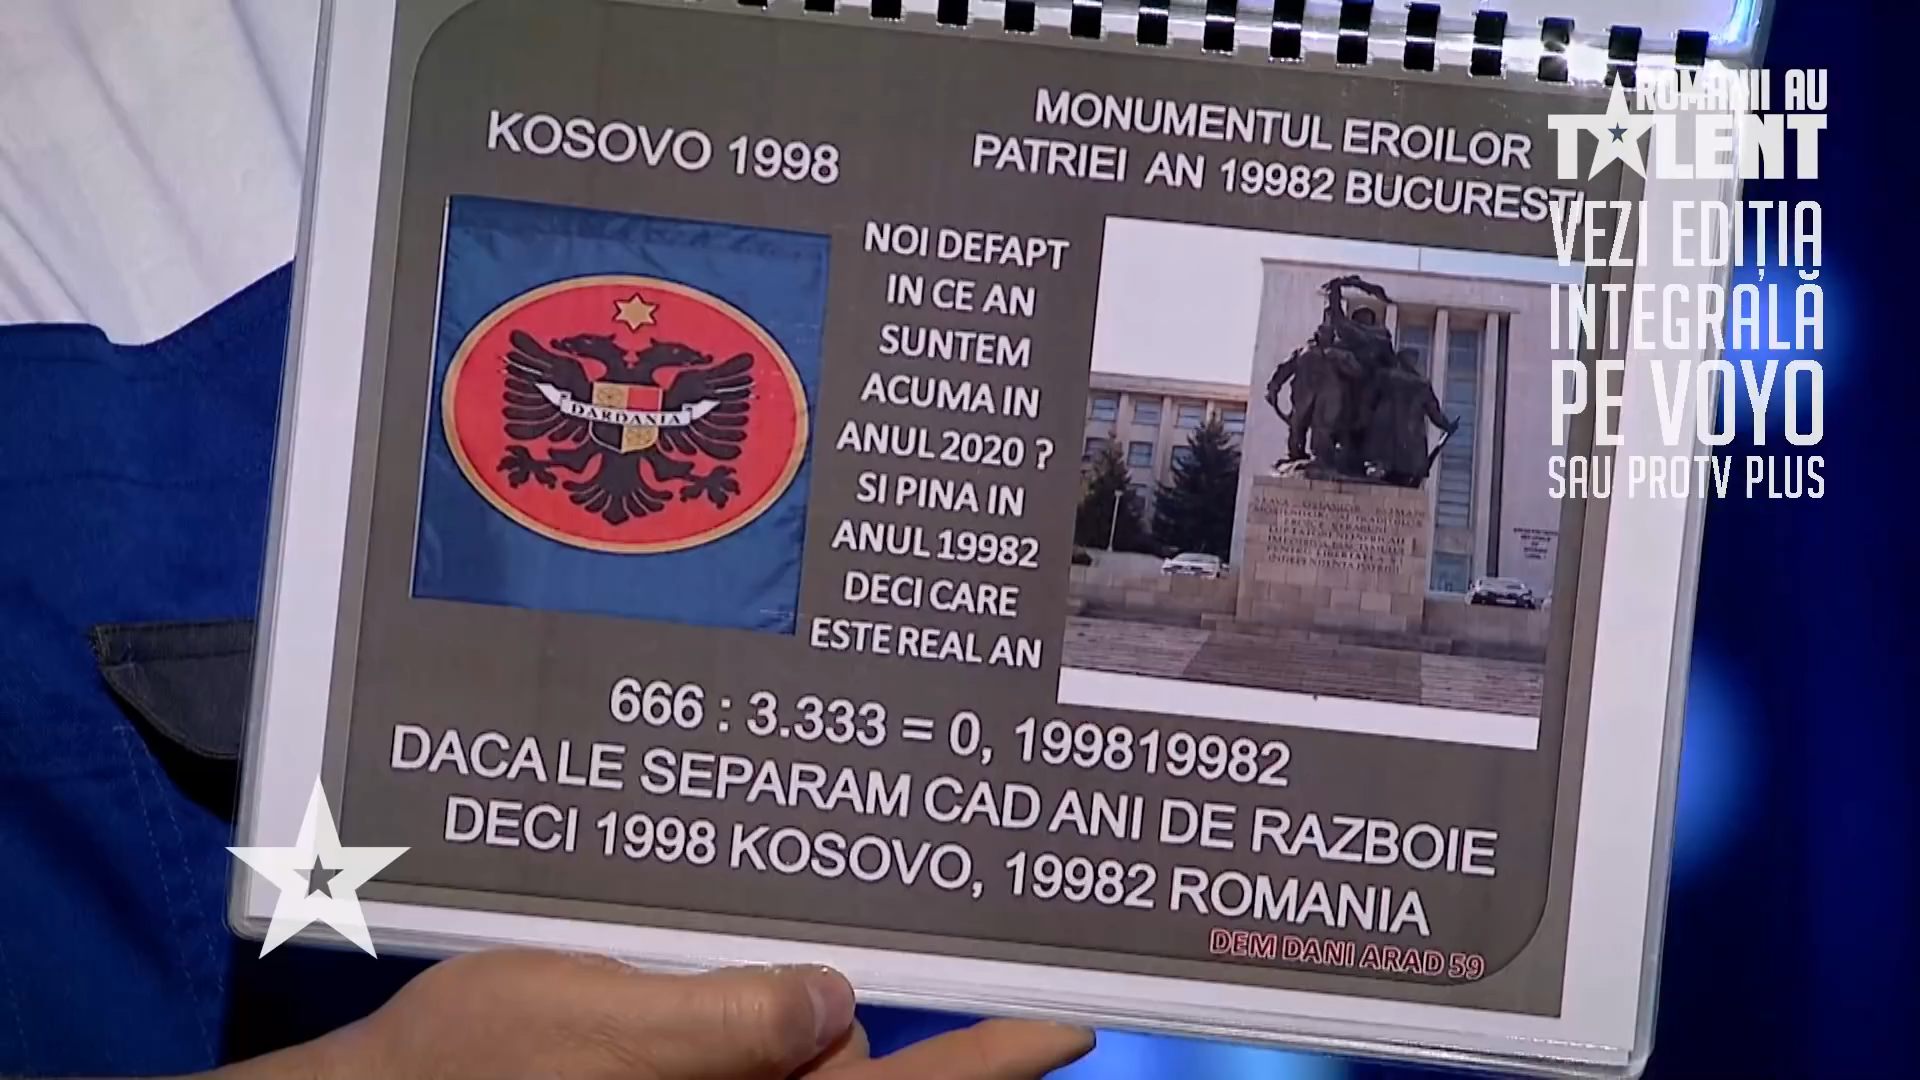 KOSOVO 1998
MONUMENTUL EROILOR
PATRIEI AN 19982 BUCURESTI
NOI DEFAPT
IN CE AN
SUNTEM
ACUMA IN
ANUL 2020 ?
SI PINA IN
ANUL 19982
DECI CARE
ESTE REAL AN
DARDANIA
666 : 3.333 = 0, 199819982
DACA LE SEPARAM CAD ANI DE RAZBOIE
DECI 1998 KOSOVO, 19982 ROMANIA
DEM DANI ARAD 59
ROMÂNII AU
TALENT
VEZI EDIȚIA
INTEGRALĂ
PE VOYO
SAU PROTV PLUS